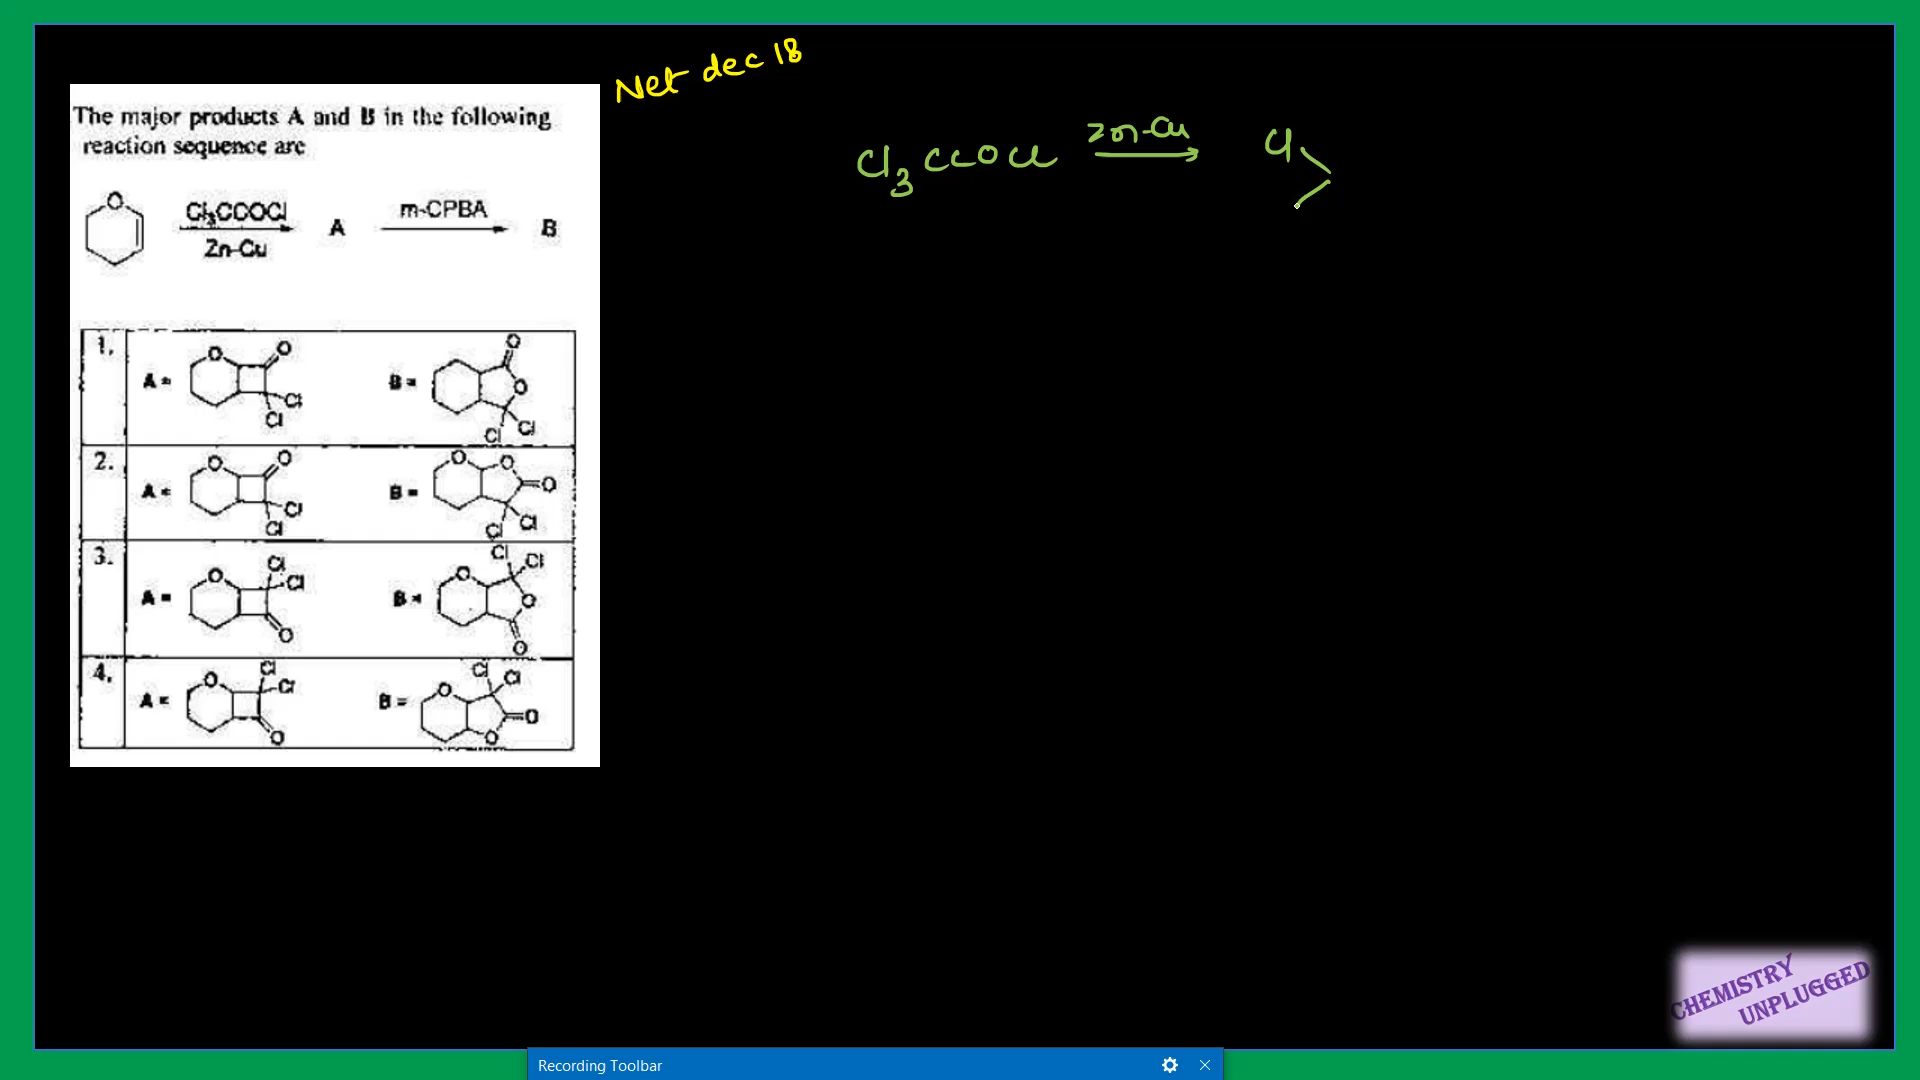 Net dec 18
The major products A and B in the following
reaction sequence are
O
Cl3CCOCl
Zn-Cu
A
m-CPBA
B
Cl3CCOCl Zn-Cu Cl
1.
A =
O
O
Cl
Cl
B =
O
O
Cl
Cl
2.
A =
O
O
Cl
Cl
B =
O
O
O
Cl
Cl
3.
A =
O
Cl
Cl
O
B =
O
Cl
Cl
O
O
4.
A =
O
Cl
Cl
O
B =
O
Cl
Cl
O
O
CHEMISTRY
UNPLUGGED
Recording Toolbar